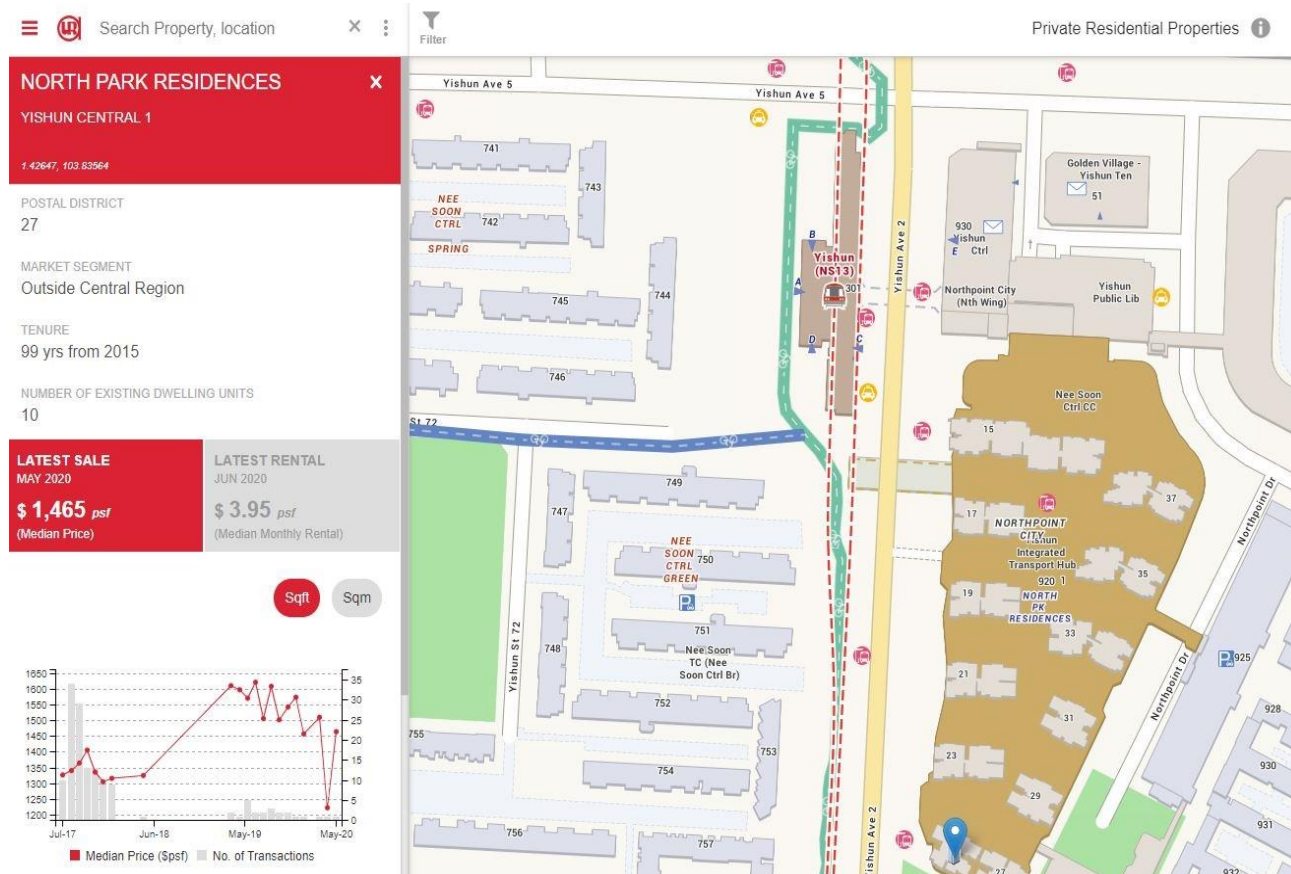 Search Property, location
Filter
Private Residential Properties
NORTH PARK RESIDENCES
YISHUN CENTRAL 1
1.42647, 103.83564
POSTAL DISTRICT
27
MARKET SEGMENT
Outside Central Region
TENURE
99 yrs from 2015
NUMBER OF EXISTING DWELLING UNITS
10
LATEST SALE
MAY 2020
$ 1,465 psf
(Median Price)
LATEST RENTAL
JUN 2020
$ 3.95 psf
(Median Monthly Rental)
Sqft
Sqm
1650
1600
1550
1500
1450
1400
1350
1300
1250
1200
35
30
25
20
15
10
5
0
Jul-17
Jun-18
May-19
May-20
Median Price ($psf)
No. of Transactions
Yishun Ave 5
Yishun Ave 5
741
743
NEE
SOON
CTRL
742
SPRING
744
745
746
St 72
B
Yishun
(NS13)
A
301
D
C
Yishun Ave 2
Golden Village -
Yishun Ten
51
930
Yishun
E
Ctrl
Northpoint City
(Nth Wing)
Yishun
Public Lib
Nee Soon
Ctrl CC
15
37
17
NORTHPOINT
CITY
Yishun
Integrated
Transport Hub
920
1
35
19
NORTH
PK
RESIDENCES
33
21
31
23
29
27
Northpoint Dr
Northpoint Dr
925
928
930
931
932
749
747
NEE
SOON
CTRL
GREEN
750
751
Nee Soon
TC (Nee
Soon Ctrl Br)
748
Yishun St 72
752
753
755
754
756
757
Yishun Ave 2